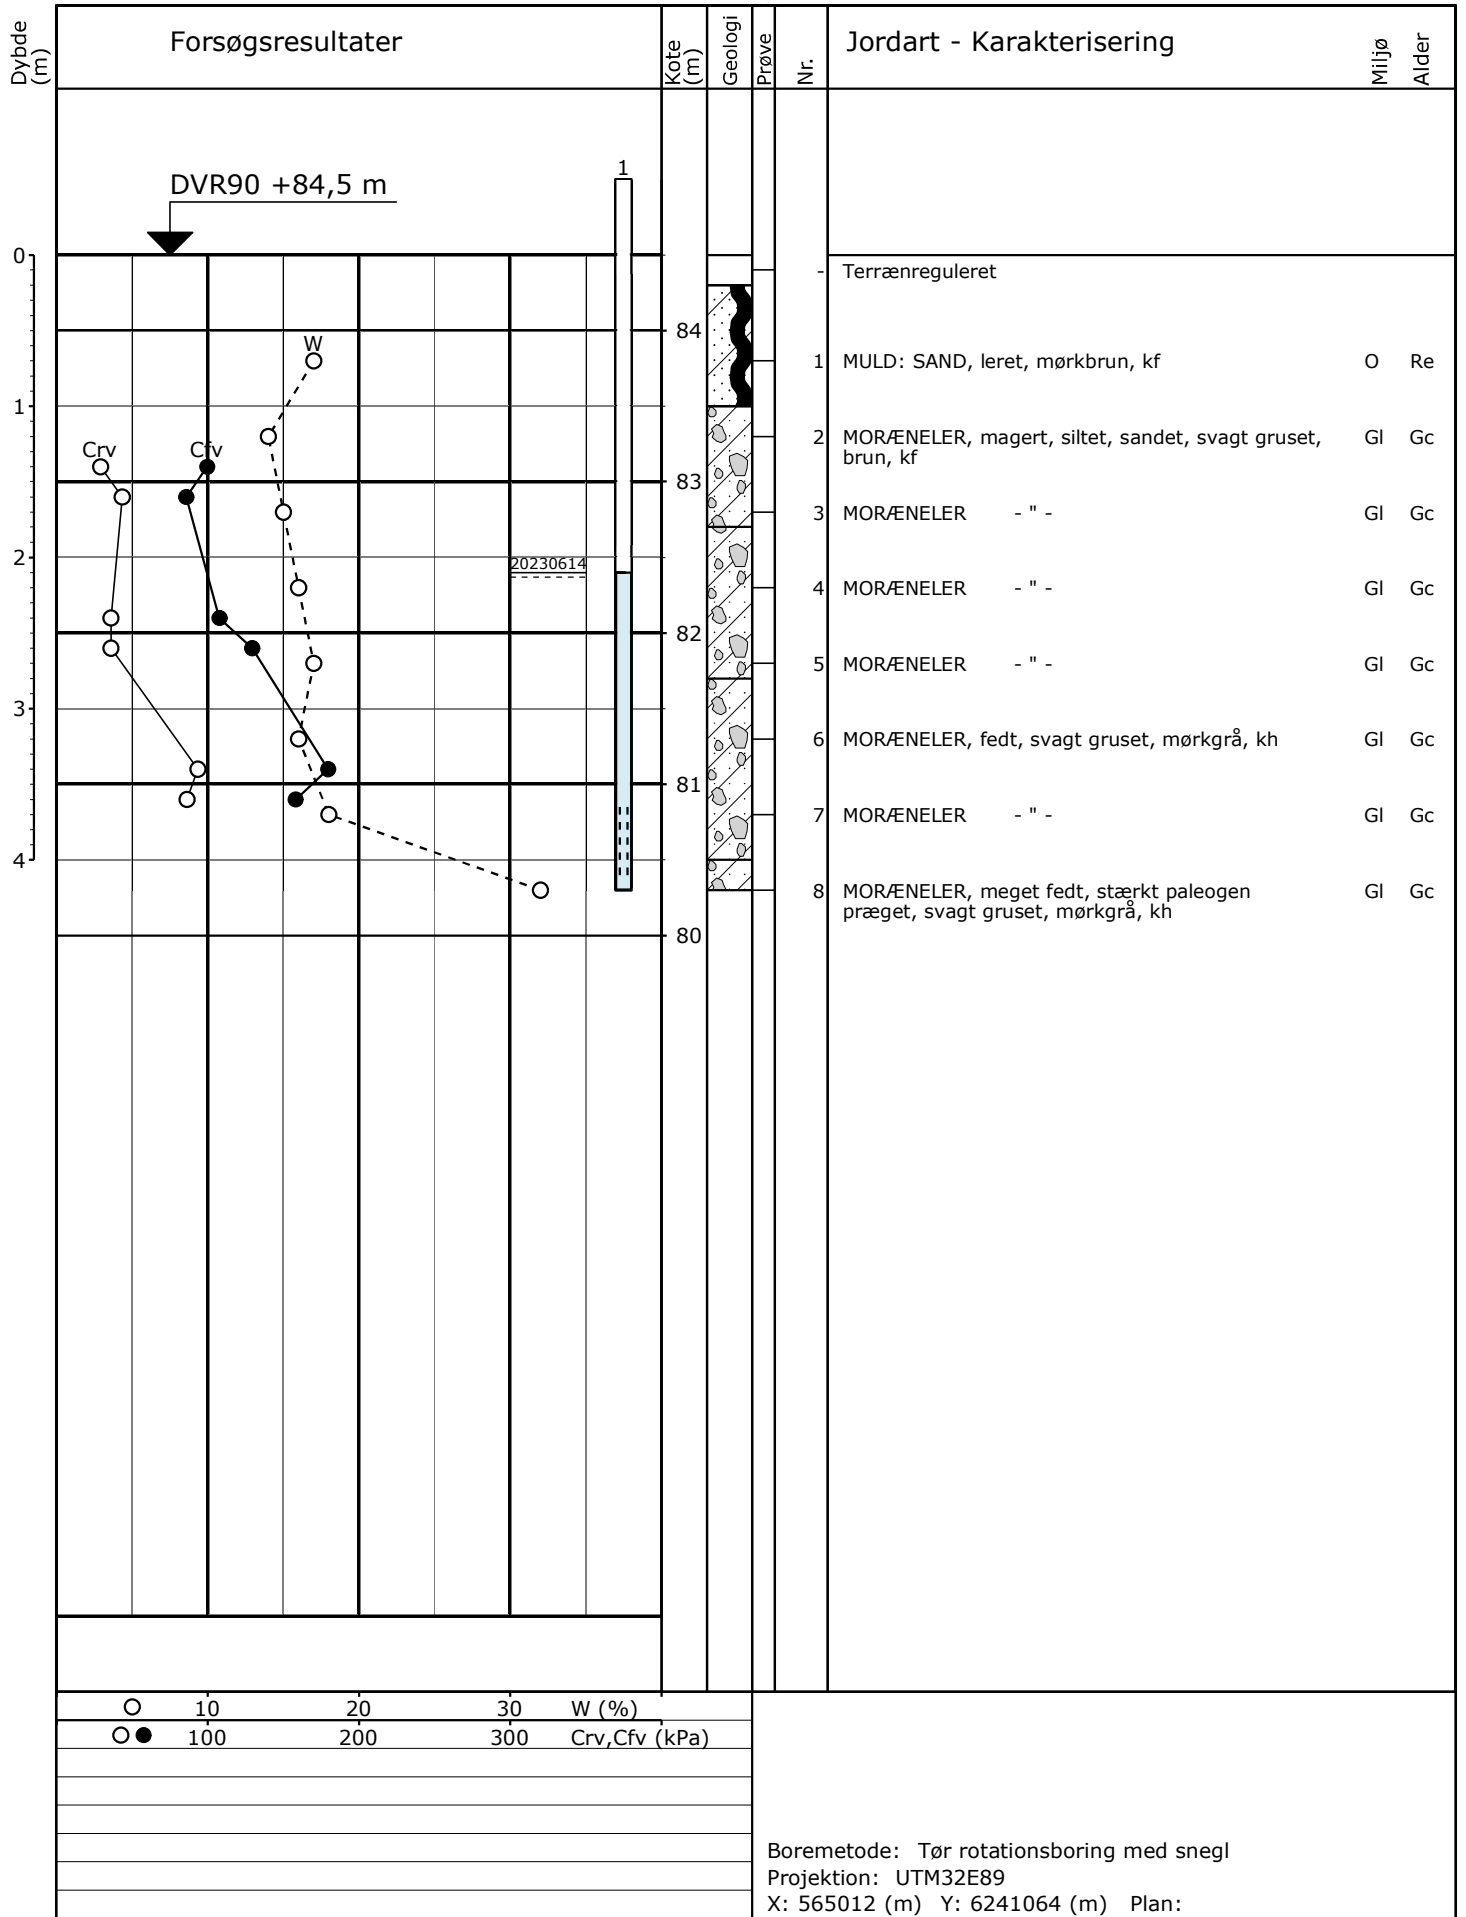 Dybde
(m)
Forsøgsresultater
Kote
(m)
Geologi
Prøve
Nr.
Jordart - Karakterisering
Miljø
Alder
DVR90 +84,5 m
1
0
- Terrænreguleret
84
W
1 MULD: SAND, leret, mørkbrun, kf O Re
1
Crv
Cfv
2 MORÆNELER, magert, siltet, sandet, svagt gruset, Gl Gc
brun, kf
83
3 MORÆNELER - " - Gl Gc
2
20230614
4 MORÆNELER - " - Gl Gc
82
5 MORÆNELER - " - Gl Gc
3
6 MORÆNELER, fedt, svagt gruset, mørkgrå, kh Gl Gc
81
7 MORÆNELER - " - Gl Gc
4
8 MORÆNELER, meget fedt, stærkt paleogen Gl Gc
præget, svagt gruset, mørkgrå, kh
80
10 20 30 W (%)
100 200 300 Crv,Cfv (kPa)
Boremetode: Tør rotationsboring med snegl
Projektion: UTM32E89
X: 565012 (m) Y: 6241064 (m) Plan: